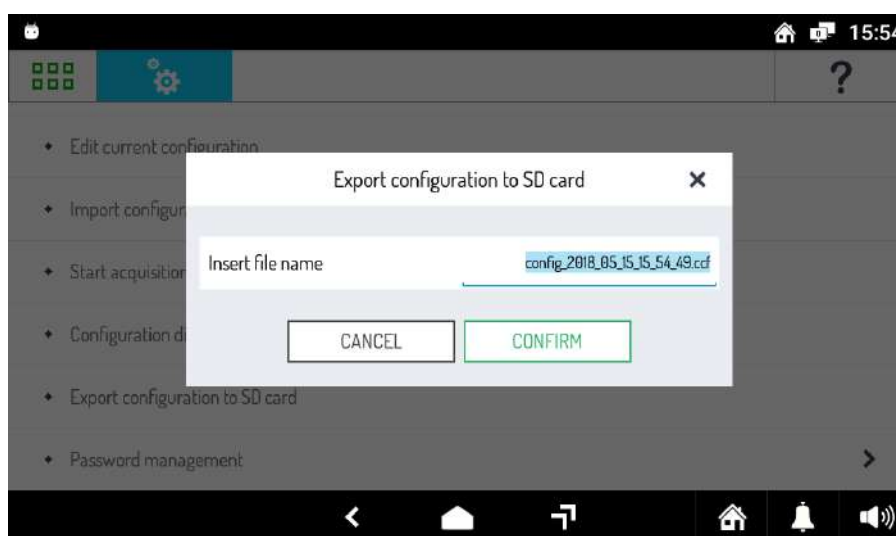 15:54
?
Edit current configuration
Export configuration to SD card
Import configur
Insert file name
config_2018_05_15_15_54_49.ccf
Start acquisition
Configuration di
CANCEL
CONFIRM
Export configuration to SD card
Password management